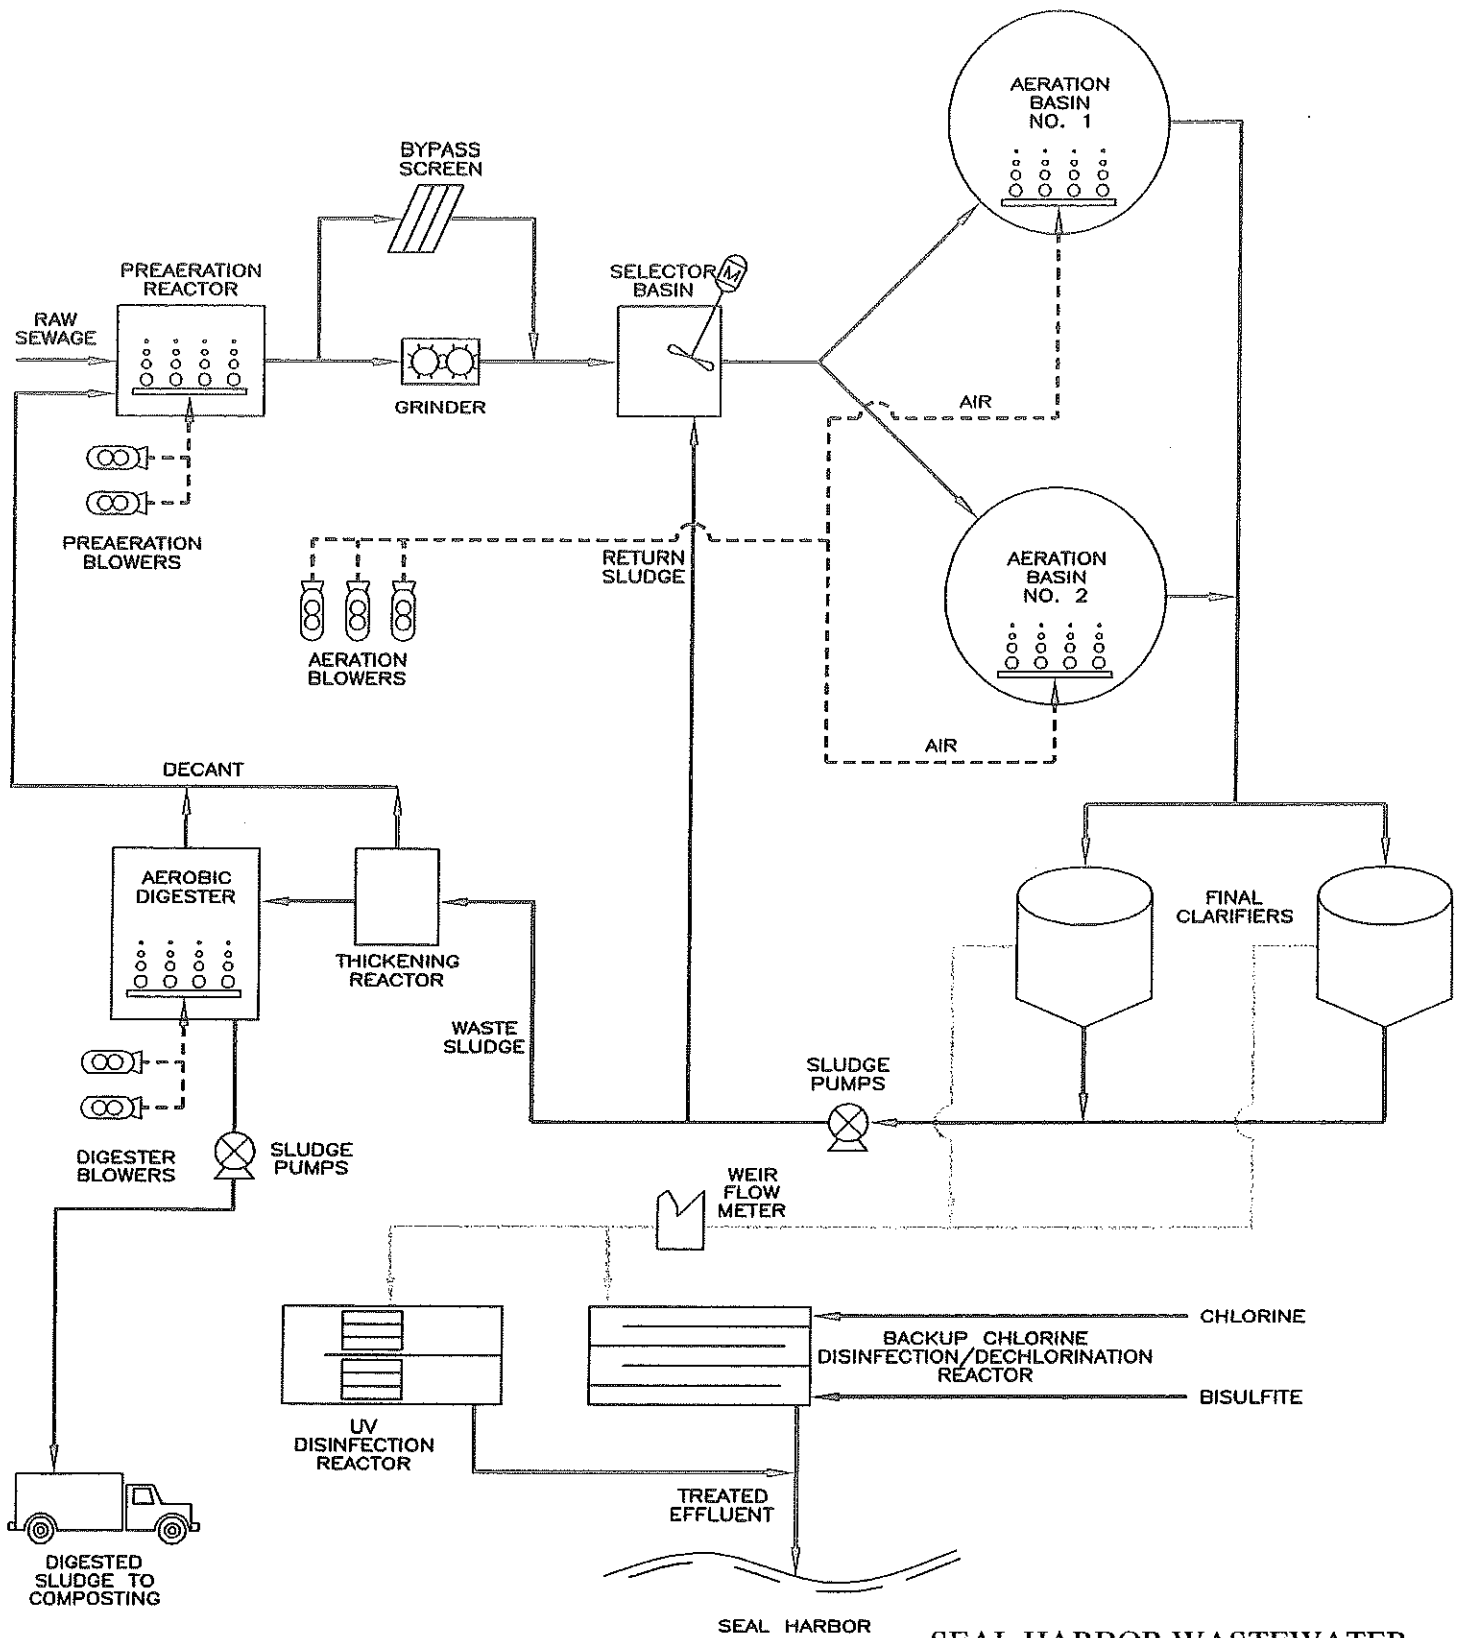 AERATION
BASIN
NO. 1
BYPASS
SCREEN
PREAERATION
REACTOR
SELECTOR
BASIN
M
RAW
SEWAGE
GRINDER
AIR
PREAERATION
BLOWERS
RETURN
SLUDGE
AERATION
BASIN
NO. 2
AERATION
BLOWERS
AIR
DECANT
AEROBIC
DIGESTER
THICKENING
REACTOR
FINAL
CLARIFIERS
WASTE
SLUDGE
SLUDGE
PUMPS
DIGESTER
BLOWERS
SLUDGE
PUMPS
WEIR
FLOW
METER
CHLORINE
BACKUP CHLORINE
DISINFECTION/DECHLORINATION
REACTOR
BISULFITE
UV
DISINFECTION
REACTOR
TREATED
EFFLUENT
DIGESTED
SLUDGE TO
COMPOSTING
SEAL HARBOR
SEAL HARBOR WASTEWATER